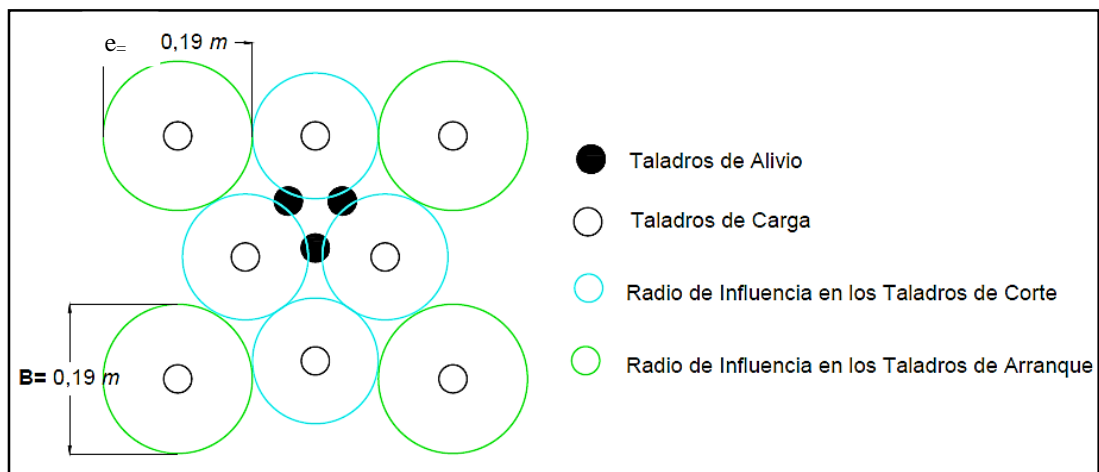 e= 0,19 m
Taladros de Alivio
Taladros de Carga
Radio de Influencia en los Taladros de Corte
Radio de Influencia en los Taladros de Arranque
B= 0,19 m